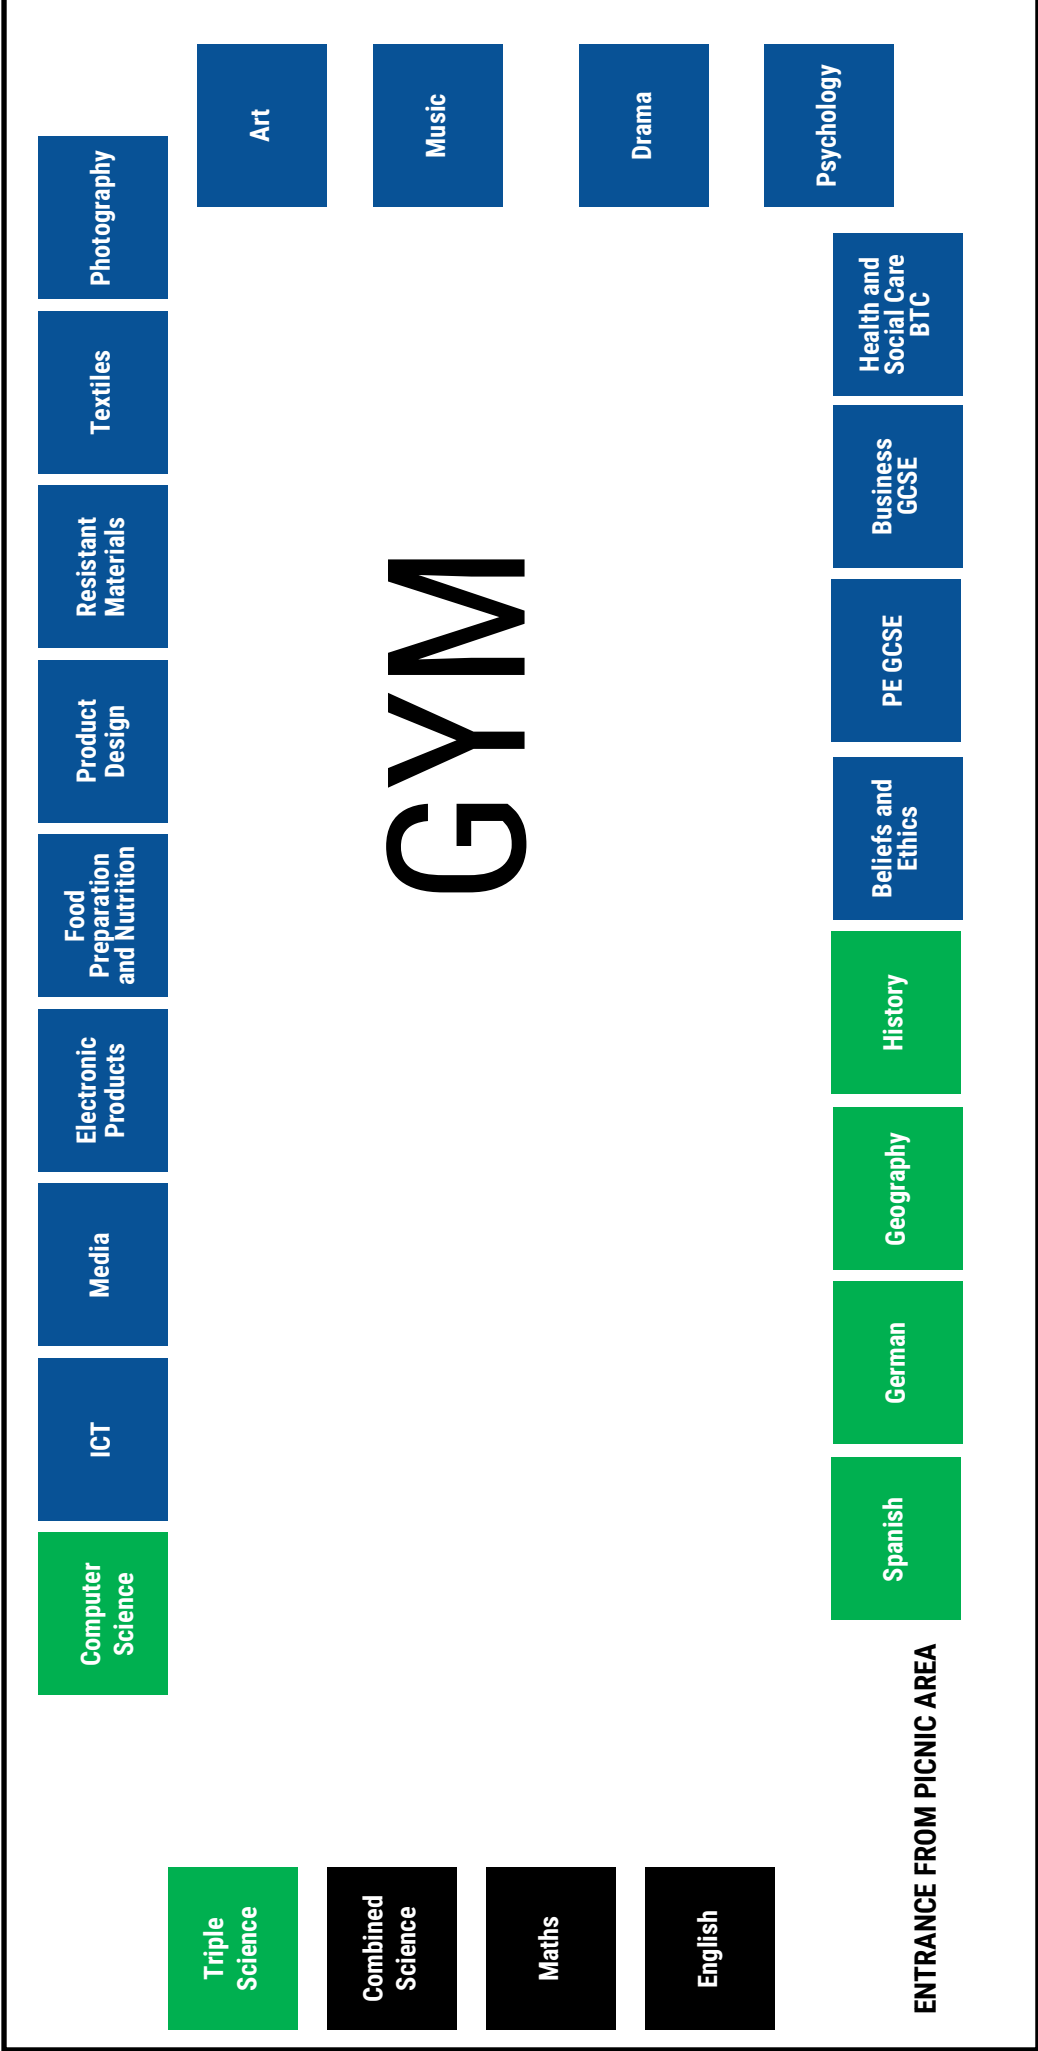 Photography
Textiles
Resistant
Materials
Product
Design
Food
Preparation
and Nutrition
Electronic
Products
Media
ICT
Computer
Science
Art
Music
Drama
Psychology
GYM
Health and
Social Care
BTC
Business
GCSE
PE GCSE
Beliefs and
Ethics
History
Geography
German
Spanish
ENTRANCE FROM PICNIC AREA
Triple
Science
Combined
Science
Maths
English